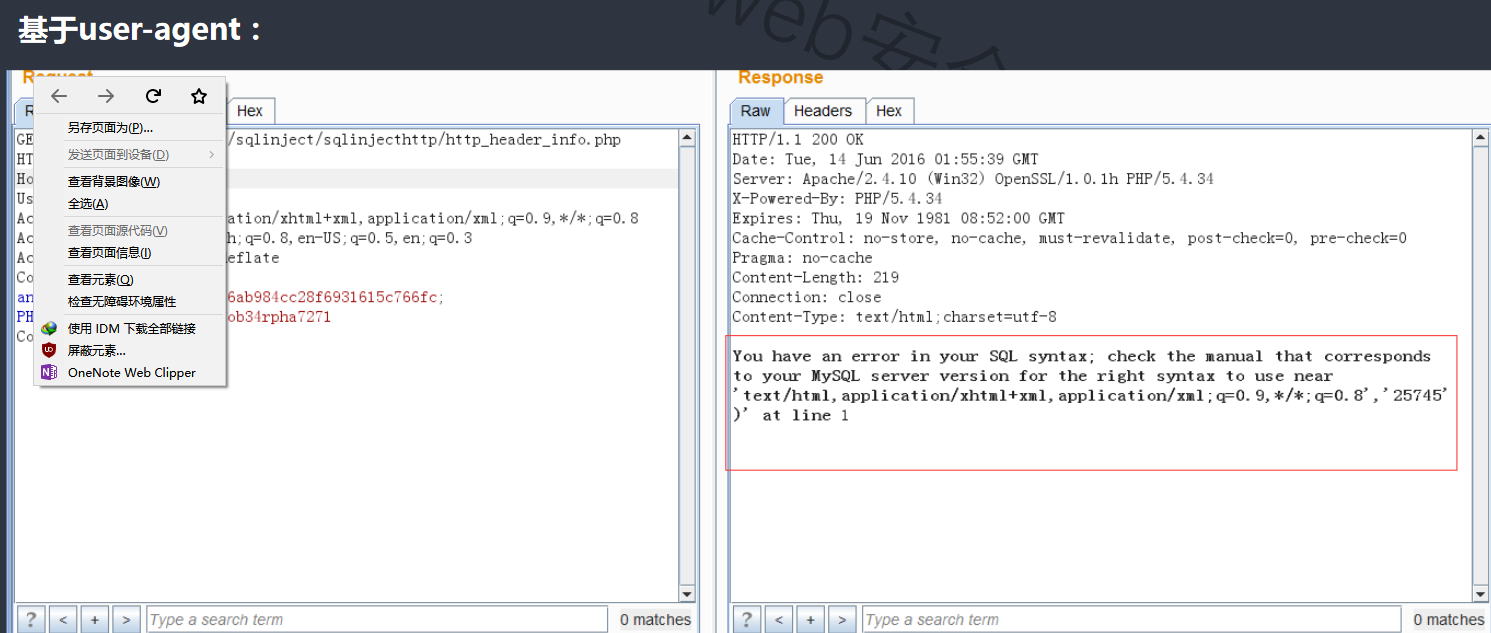 基于user-agent：
web安全
Request
Hex
另存页面为(P)...
发送页面到设备(D)
查看背景图像(W)
全选(A)
查看页面源代码(V)
查看页面信息(I)
查看元素(Q)
检查无障碍环境属性
使用 IDM 下载全部链接
屏蔽元素...
OneNote Web Clipper
GE /sqlinject/sqlinjecthttp/http_header_info.php
HT
Ho
Us
Ac ation/xhtml+xml,application/xml;q=0.9,*/*;q=0.8
Ac h;q=0.8,en-US;q=0.5,en;q=0.3
Ac eflate
Co
an 6ab984cc28f6931615c766fc;
PH ob34rpha7271
Co
? < + > Type a search term 0 matches
Response
Raw Headers Hex
HTTP/1.1 200 OK
Date: Tue, 14 Jun 2016 01:55:39 GMT
Server: Apache/2.4.10 (Win32) OpenSSL/1.0.1h PHP/5.4.34
X-Powered-By: PHP/5.4.34
Expires: Thu, 19 Nov 1981 08:52:00 GMT
Cache-Control: no-store, no-cache, must-revalidate, post-check=0, pre-check=0
Pragma: no-cache
Content-Length: 219
Connection: close
Content-Type: text/html;charset=utf-8
You have an error in your SQL syntax; check the manual that corresponds
to your MySQL server version for the right syntax to use near
'text/html,application/xhtml+xml,application/xml;q=0.9,*/*;q=0.8','25745'
)' at line 1
? < + > Type a search term 0 matches